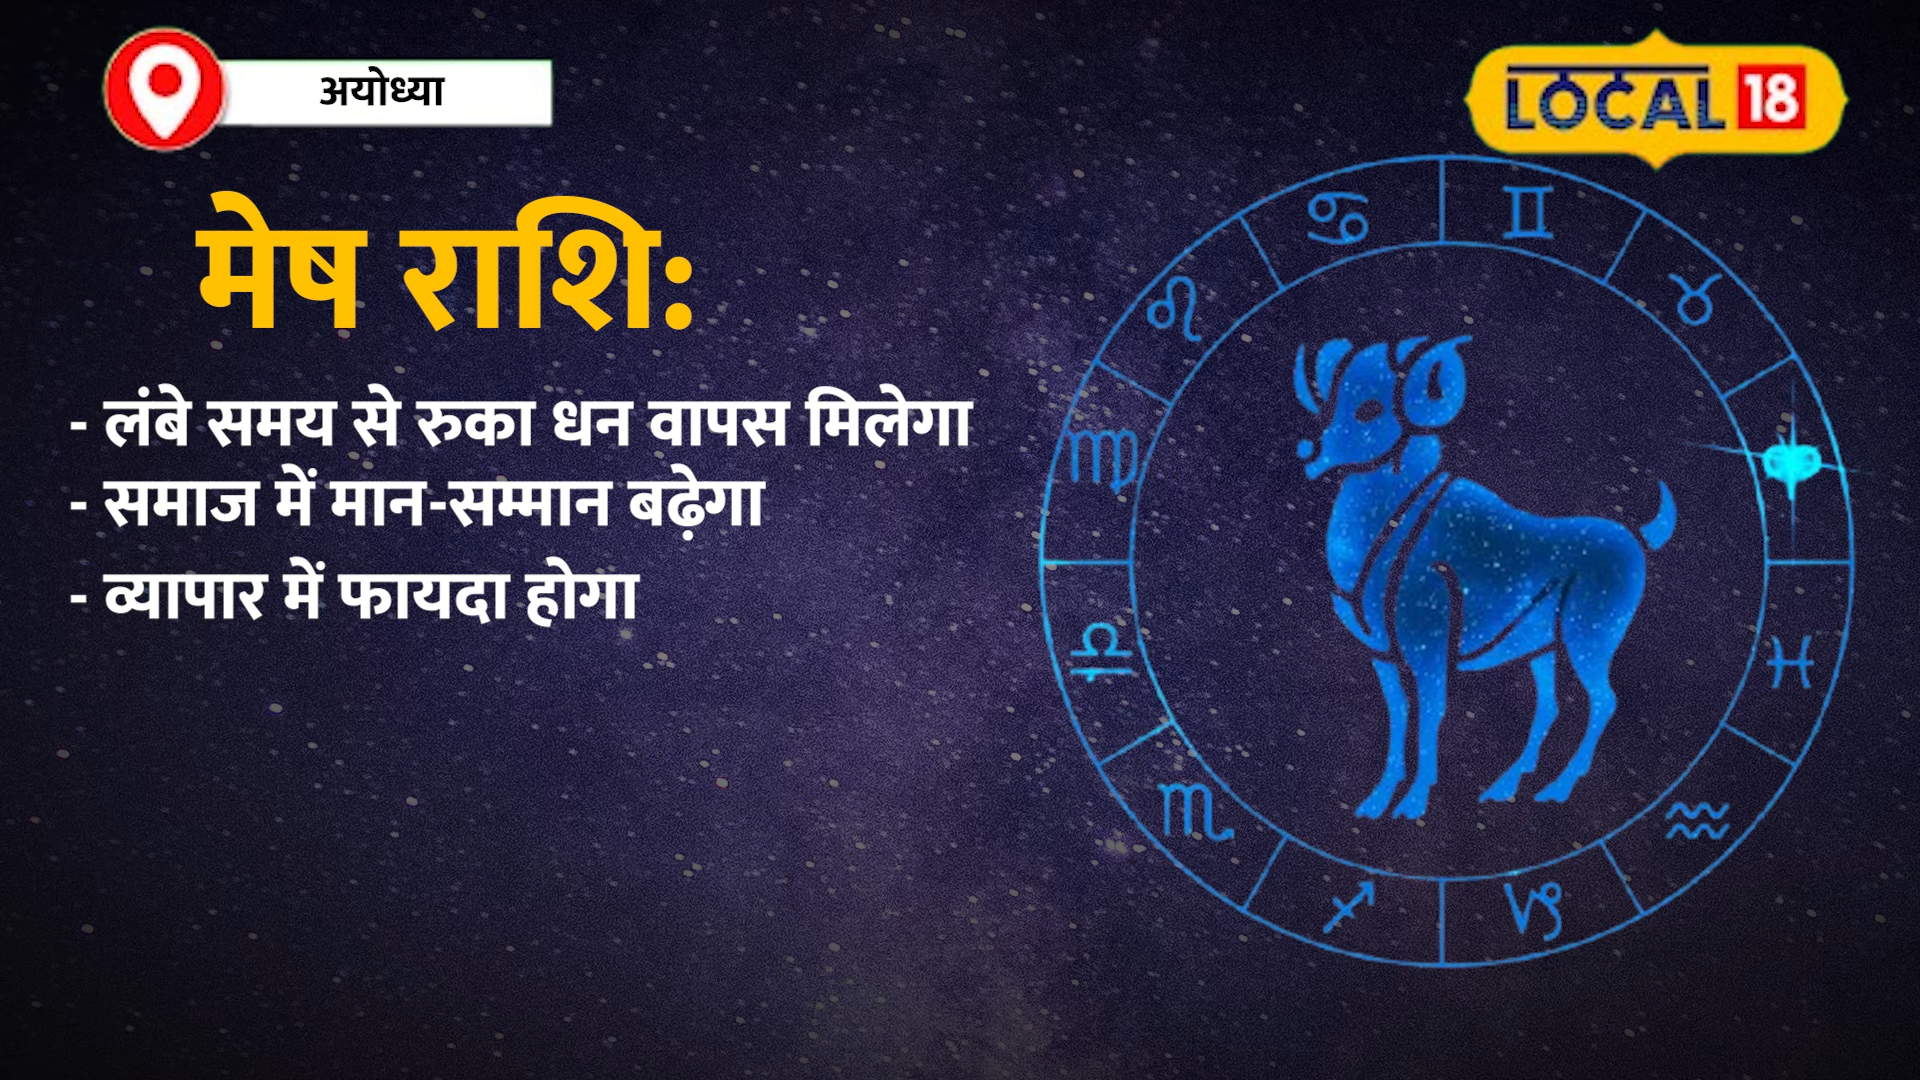 अयोध्या
LOCAL 18
मेष राशि:
- लंबे समय से रुका धन वापस मिलेगा
- समाज में मान-सम्मान बढ़ेगा
- व्यापार में फायदा होगा